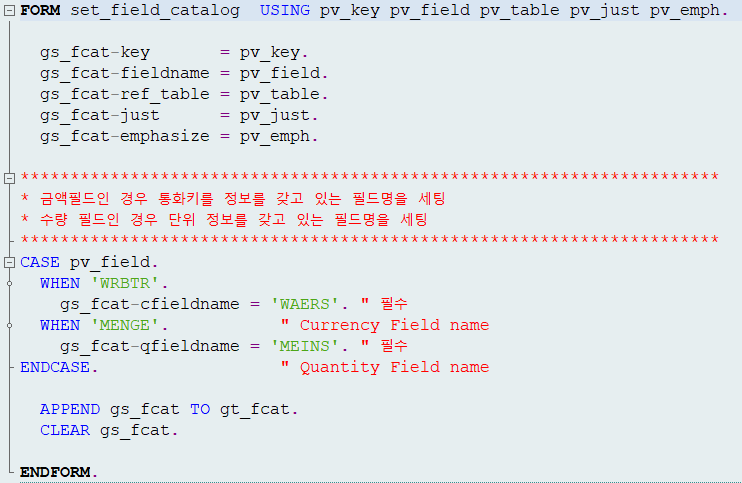 FORM set_field_catalog  USING pv_key pv_field pv_table pv_just pv_emph.
gs_fcat-key       = pv_key.
gs_fcat-fieldname = pv_field.
gs_fcat-ref_table = pv_table.
gs_fcat-just      = pv_just.
gs_fcat-emphasize = pv_emph.
**********************************************************************
* 금액필드인 경우 통화키를 정보를 갖고 있는 필드명을 세팅
* 수량 필드인 경우 단위 정보를 갖고 있는 필드명을 세팅
**********************************************************************
CASE pv_field.
WHEN 'WRBTR'.
gs_fcat-cfieldname = 'WAERS'. " 필수
WHEN 'MENGE'.           " Currency Field name
gs_fcat-qfieldname = 'MEINS'. " 필수
ENDCASE.                  " Quantity Field name
APPEND gs_fcat TO gt_fcat.
CLEAR gs_fcat.
ENDFORM.